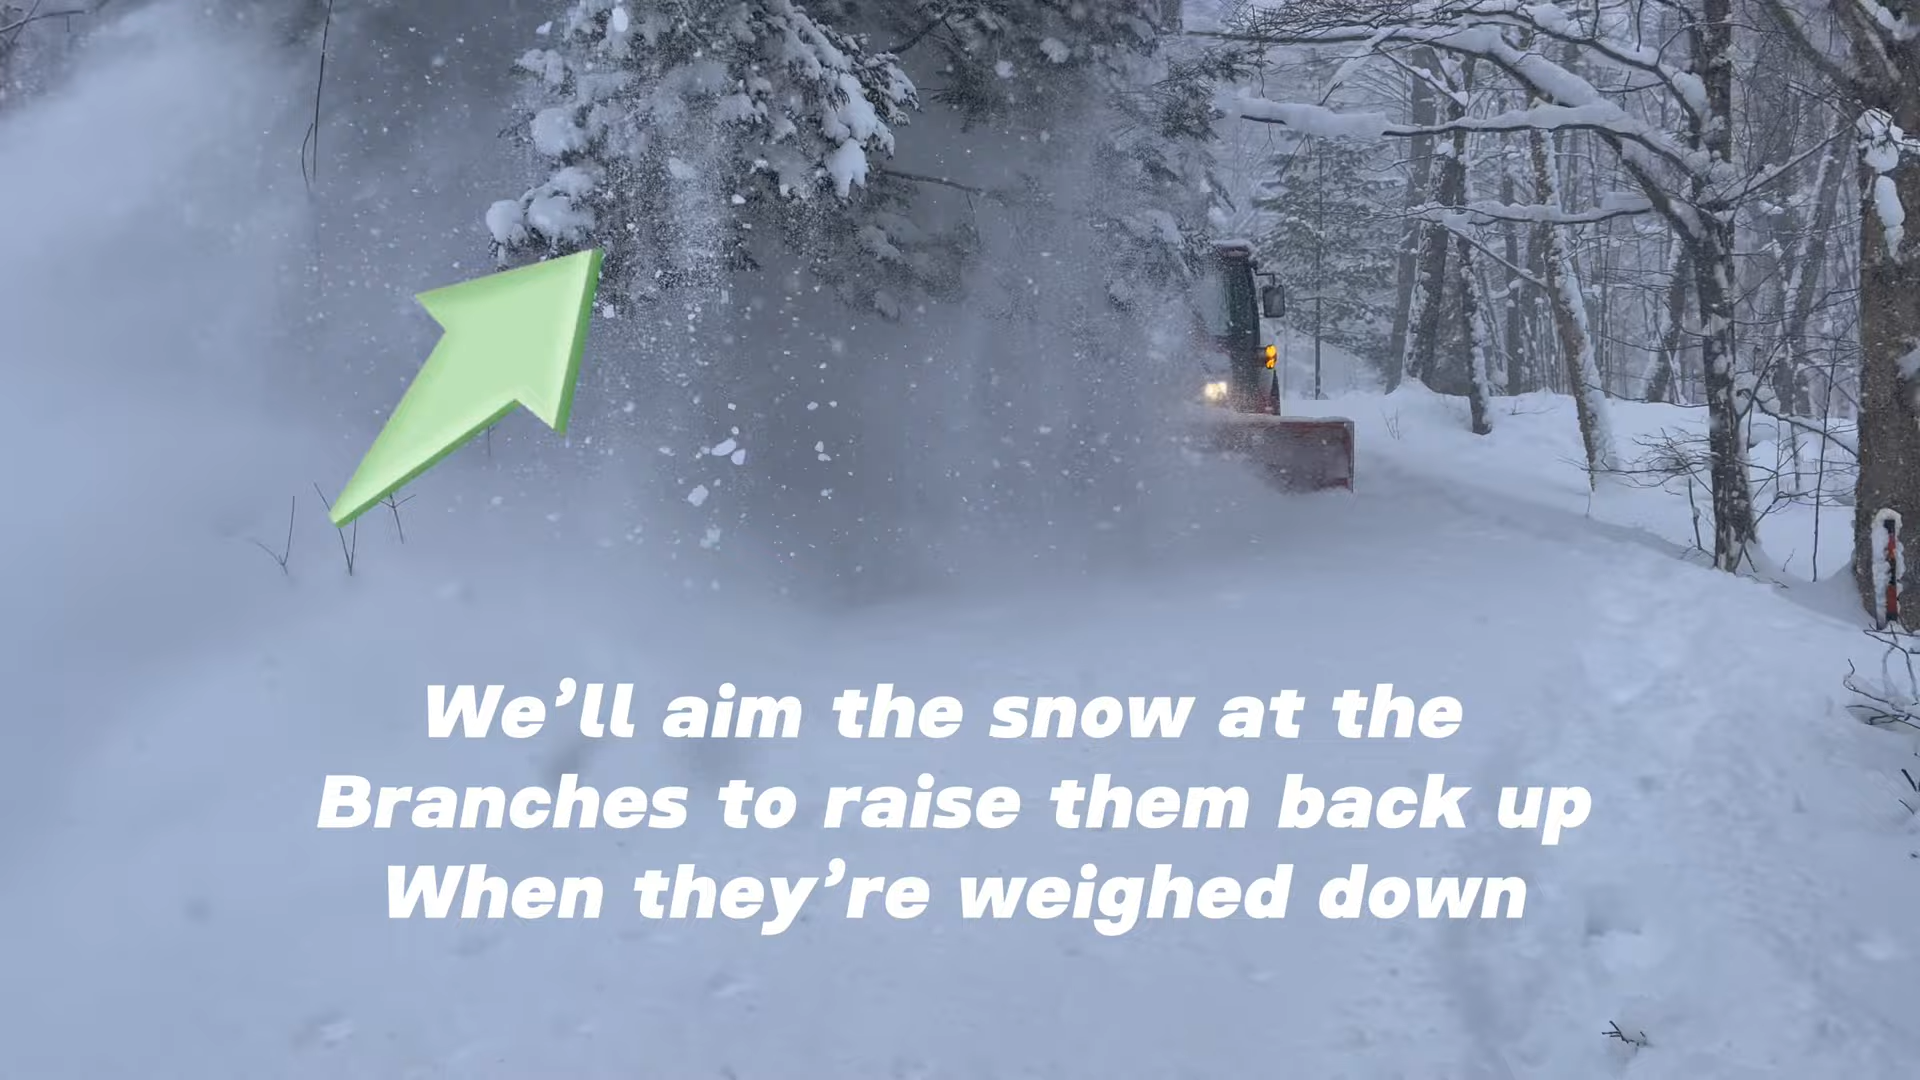 We’ll aim the snow at the
Branches to raise them back up
When they’re weighed down